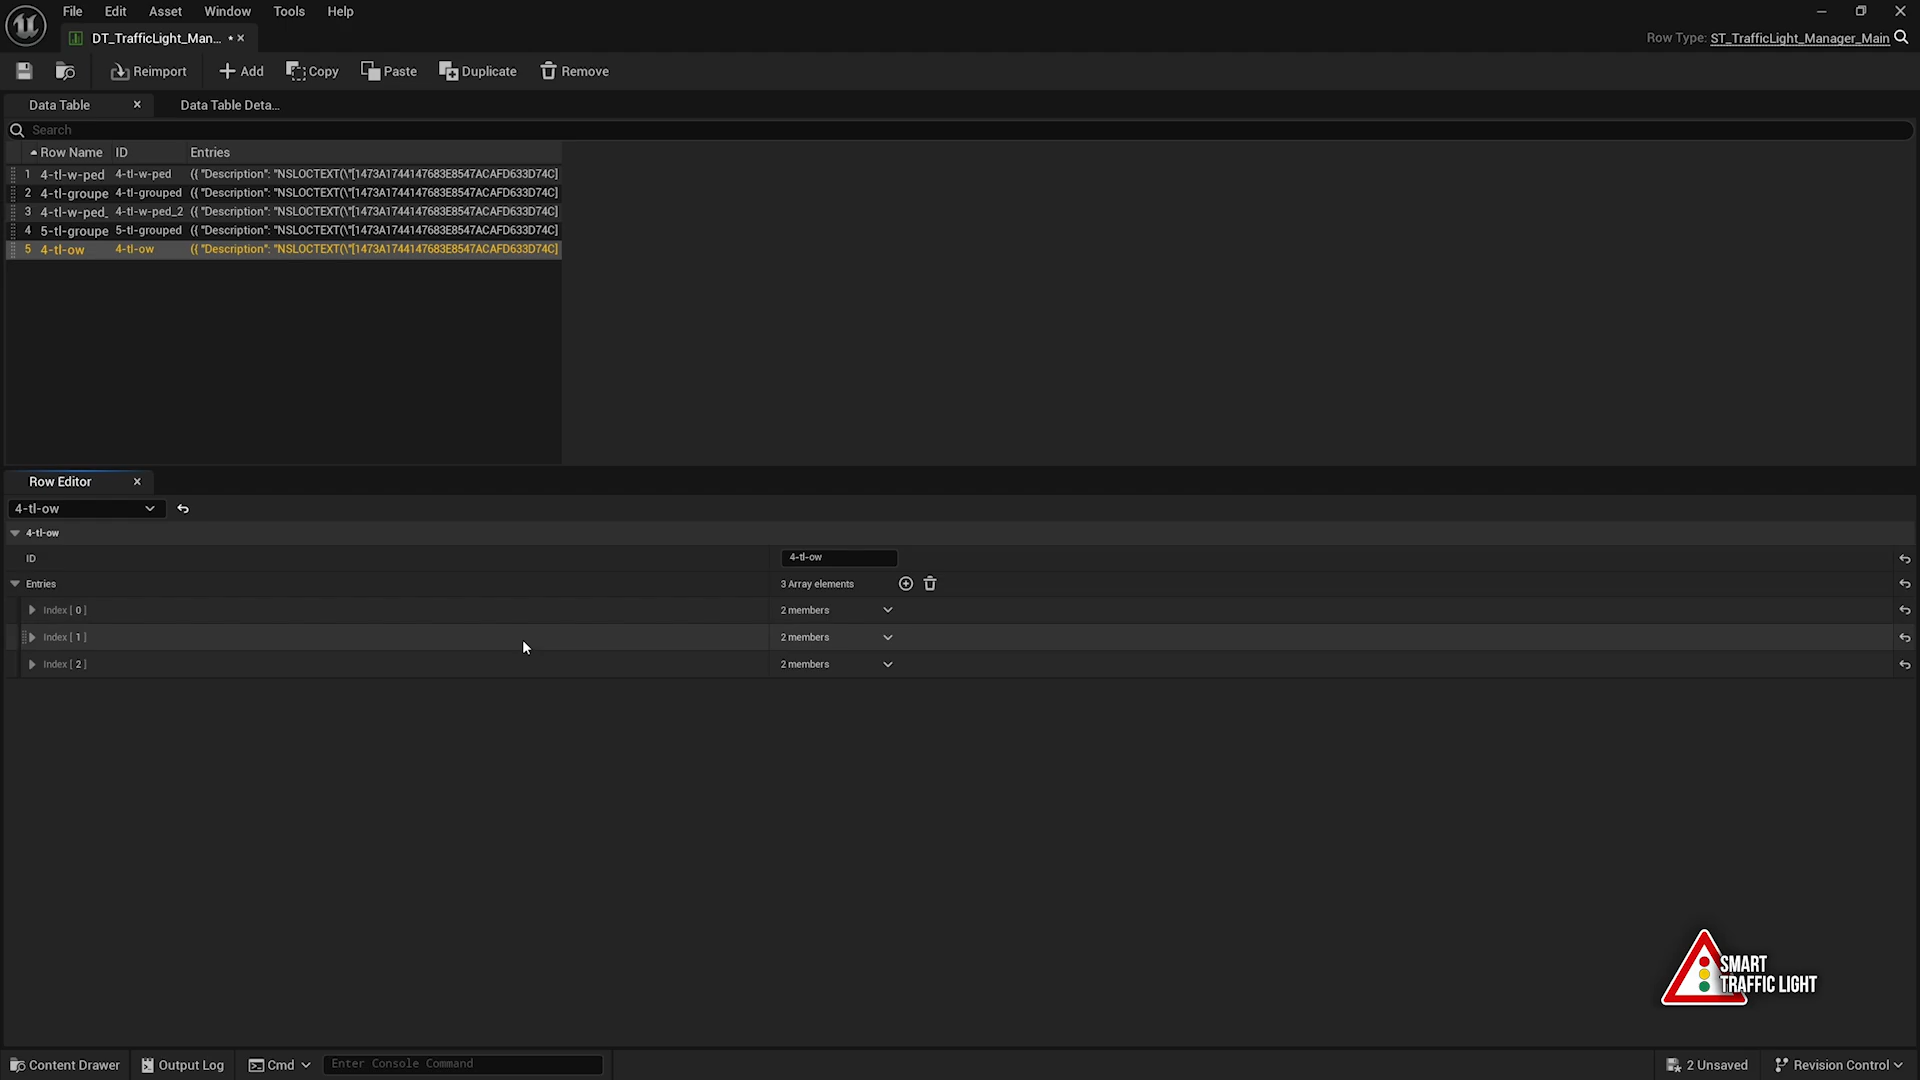 File Edit Asset Window Tools Help
DT_TrafficLight_Man...
Row Type: ST_TrafficLight_Manager_Main
Reimport Add Copy Paste Duplicate Remove
Data Table Data Table Deta...
Search
Row Name ID Entries
1 4-tl-w-ped 4-tl-w-ped (( "Description": "NSLOCTEXT(\"[1473A1744147683E8547ACAFD633D74C]
2 4-tl-groupe 4-tl-grouped (( "Description": "NSLOCTEXT(\"[1473A1744147683E8547ACAFD633D74C]
3 4-tl-w-ped_ 4-tl-w-ped_2 (( "Description": "NSLOCTEXT(\"[1473A1744147683E8547ACAFD633D74C]
4 5-tl-groupe 5-tl-grouped (( "Description": "NSLOCTEXT(\"[1473A1744147683E8547ACAFD633D74C]
5 4-tl-ow 4-tl-ow (( "Description": "NSLOCTEXT(\"[1473A1744147683E8547ACAFD633D74C]
Row Editor
4-tl-ow
4-tl-ow
ID 4-tl-ow
Entries 3 Array elements
Index [ 0 ] 2 members
Index [ 1 ] 2 members
Index [ 2 ] 2 members
SMART
TRAFFIC LIGHT
Content Drawer Output Log Cmd Enter Console Command 2 Unsaved Revision Control